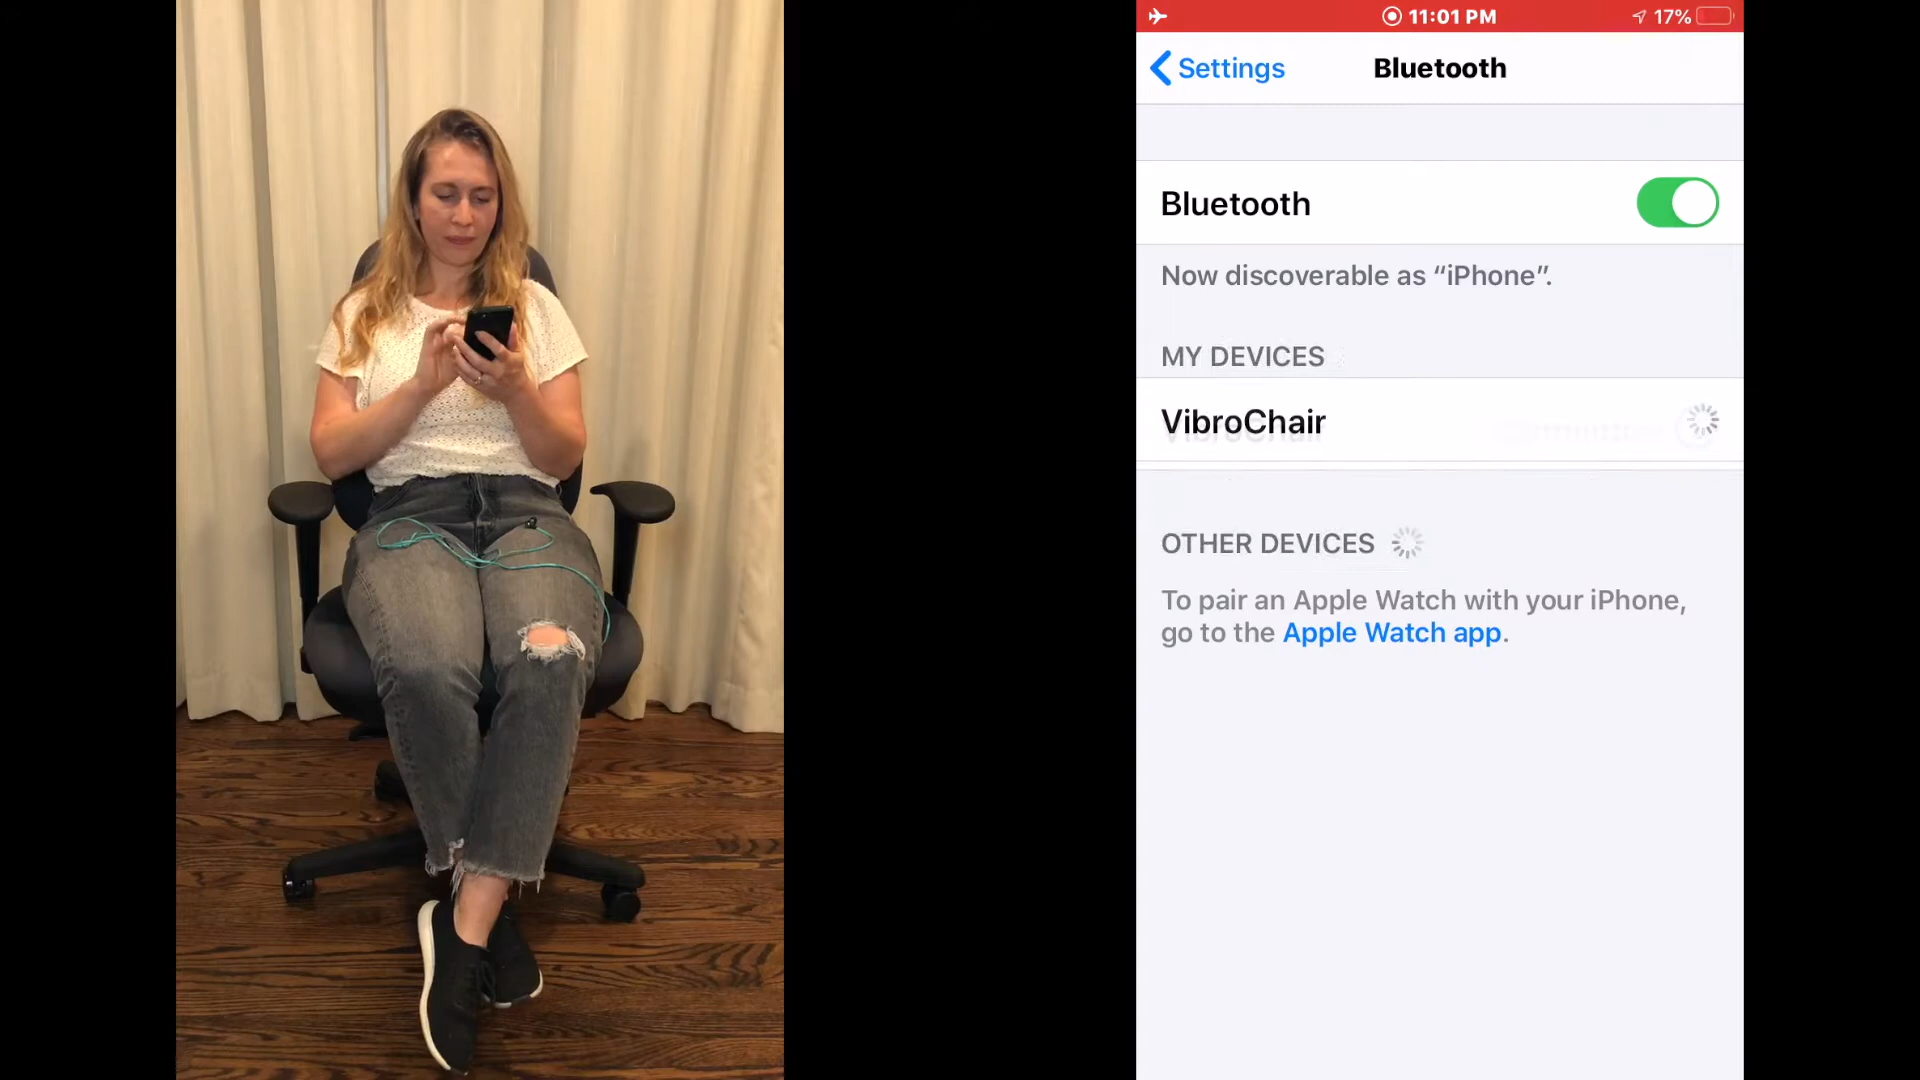 11:01 PM
17%
Settings
Bluetooth
Bluetooth
Now discoverable as “iPhone”.
MY DEVICES
VibroChair
OTHER DEVICES
To pair an Apple Watch with your iPhone,
go to the Apple Watch app.